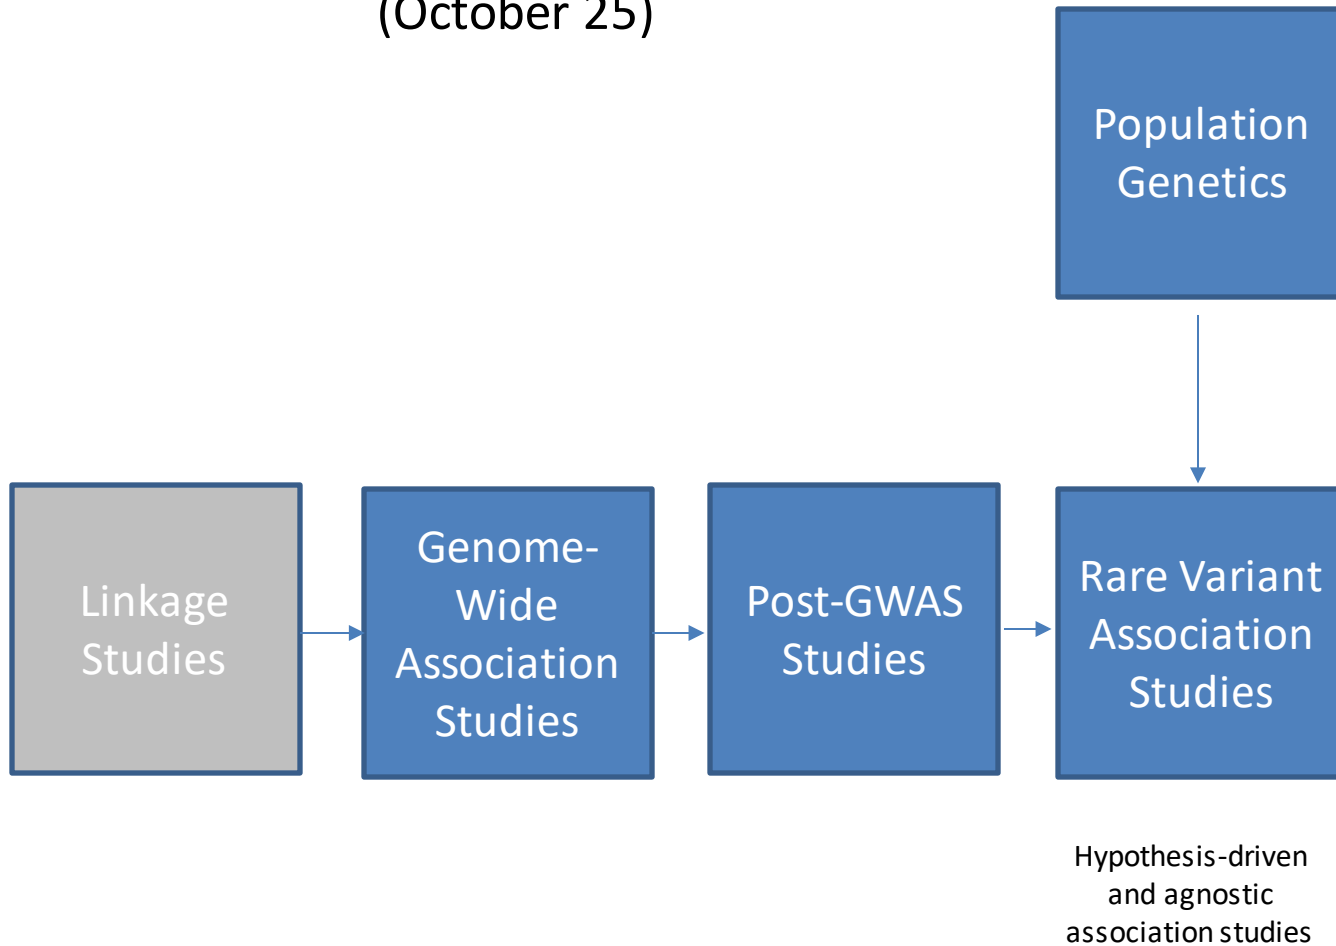 (October 25)
Population
Genetics
Linkage
Studies
Genome-
Wide
Association
Studies
Post-GWAS
Studies
Rare Variant
Association
Studies
Hypothesis-driven
and agnostic
association studies